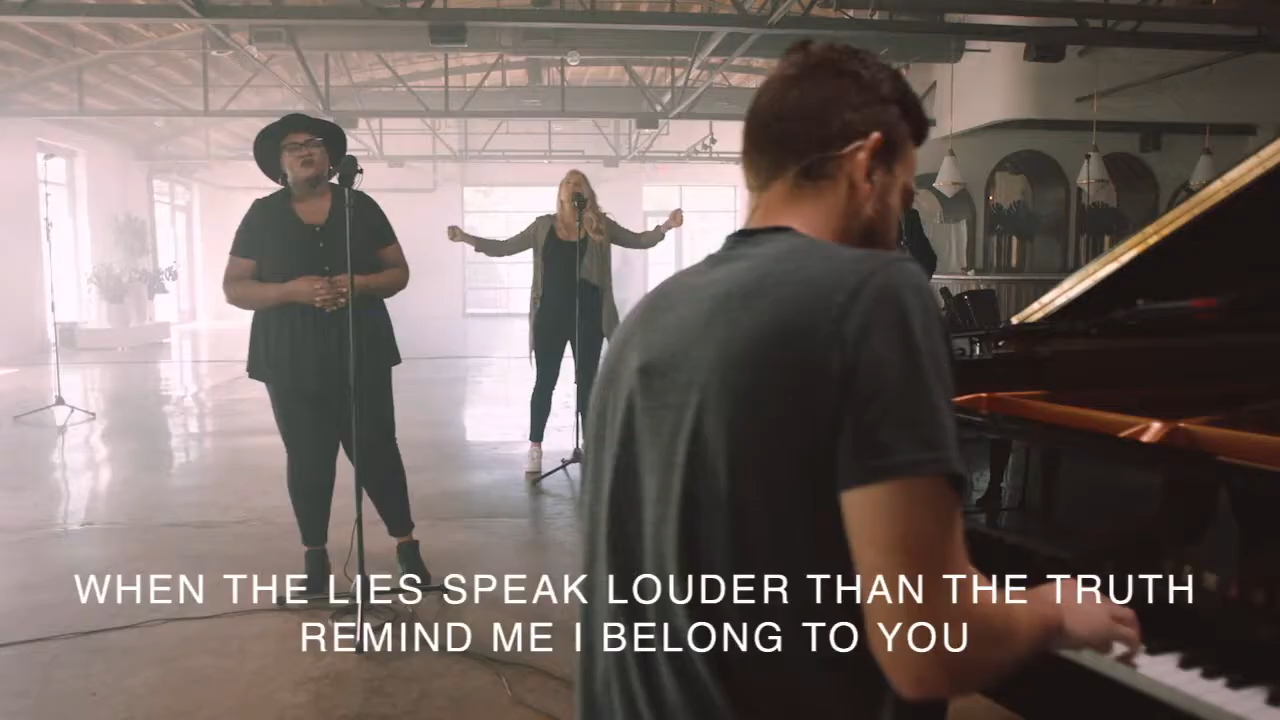 WHEN THE LIES SPEAK LOUDER THAN THE TRUTH
REMIND ME I BELONG TO YOU